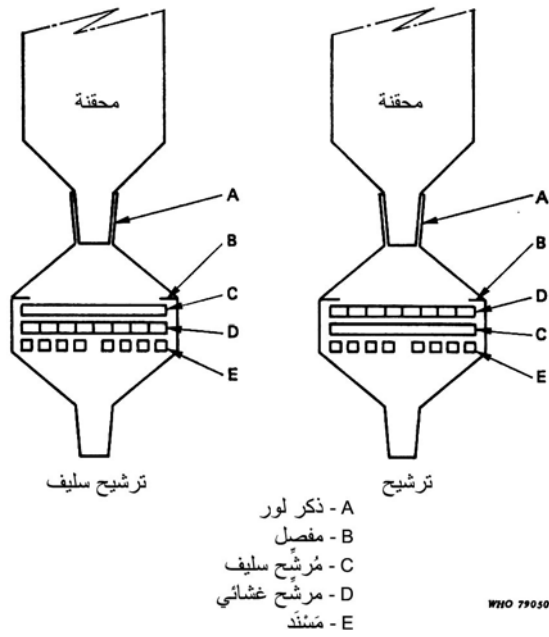 محقنة
محقنة
A
B
C
D
E
A
B
D
C
E
ترشيح سليف
ترشيح
A - ذكر لور
B - مفصل
C - مُرشِّح سليف
D - مرشِّح غشائي
E - مَسْنَد
WHO 79050